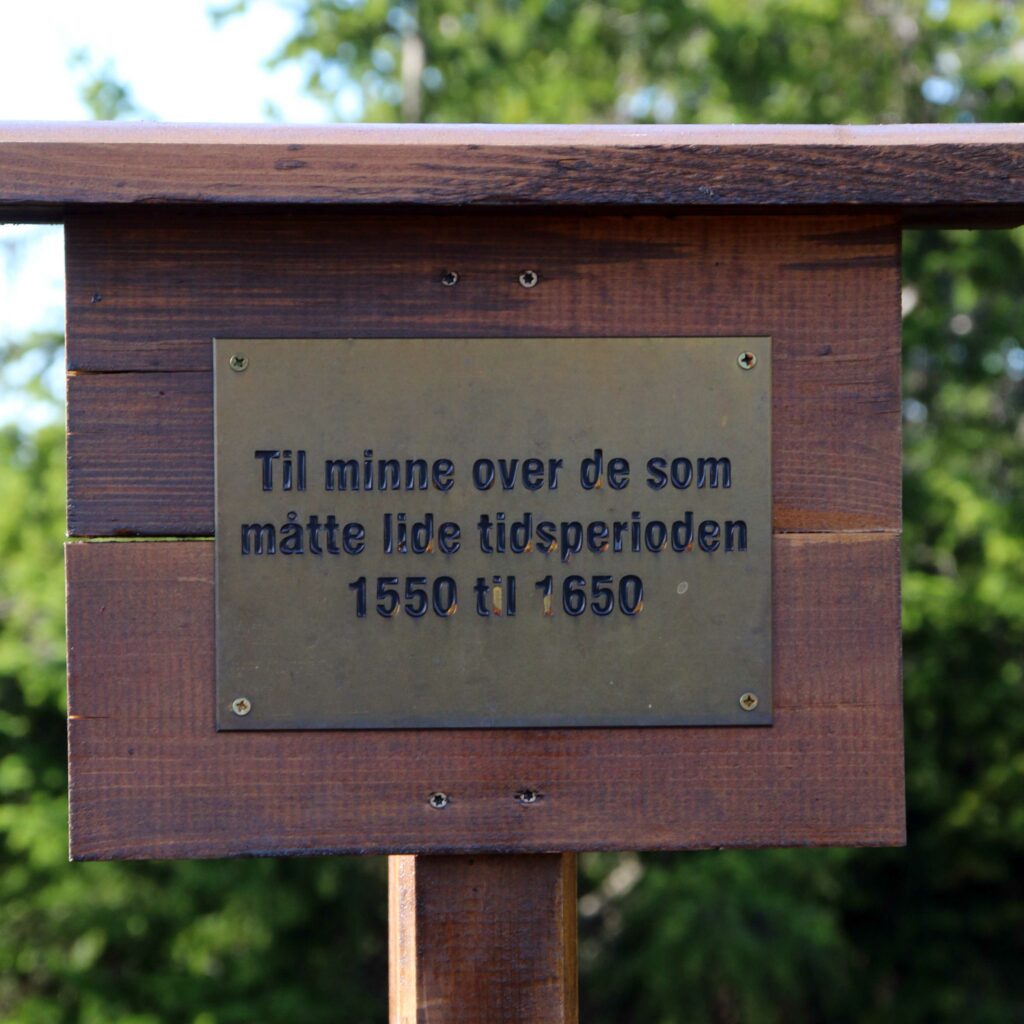 Til minne over de som
måtte lide tidsperioden
1550 til 1650